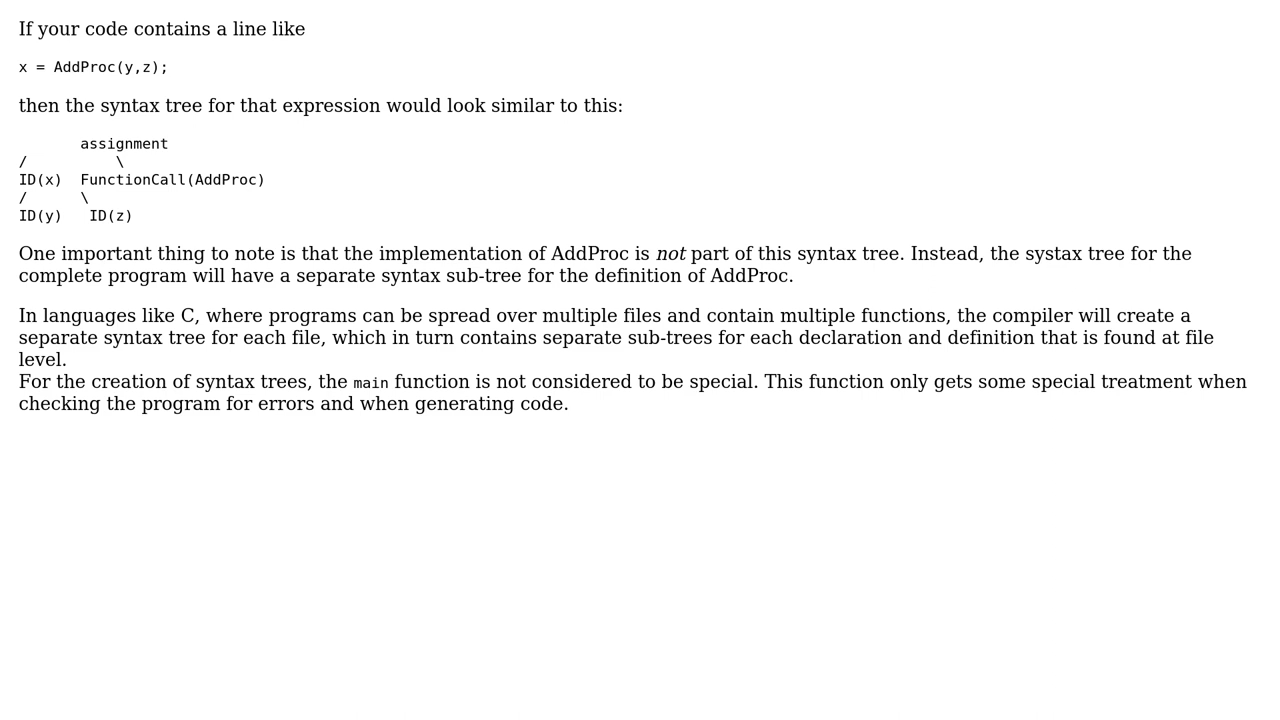 If your code contains a line like
x = AddProc(y,z);
then the syntax tree for that expression would look similar to this:
       assignment
/          \
ID(x)  FunctionCall(AddProc)
/      \
ID(y)   ID(z)
One important thing to note is that the implementation of AddProc is not part of this syntax tree. Instead, the systax tree for the
complete program will have a separate syntax sub-tree for the definition of AddProc.
In languages like C, where programs can be spread over multiple files and contain multiple functions, the compiler will create a
separate syntax tree for each file, which in turn contains separate sub-trees for each declaration and definition that is found at file
level.
For the creation of syntax trees, the main function is not considered to be special. This function only gets some special treatment when
checking the program for errors and when generating code.